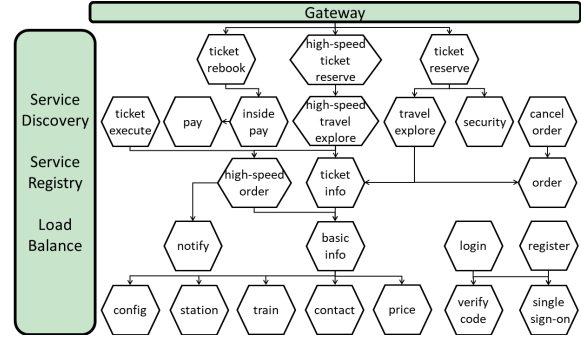 Gateway
Service
Discovery
Service
Registry
Load
Balance
ticket
rebook
high-speed
ticket
reserve
ticket
reserve
ticket
execute
pay
inside
pay
high-speed
travel
explore
travel
explore
security
cancel
order
high-speed
order
ticket
info
order
notify
basic
info
login
register
config
station
train
contact
price
verify
code
single
sign-on